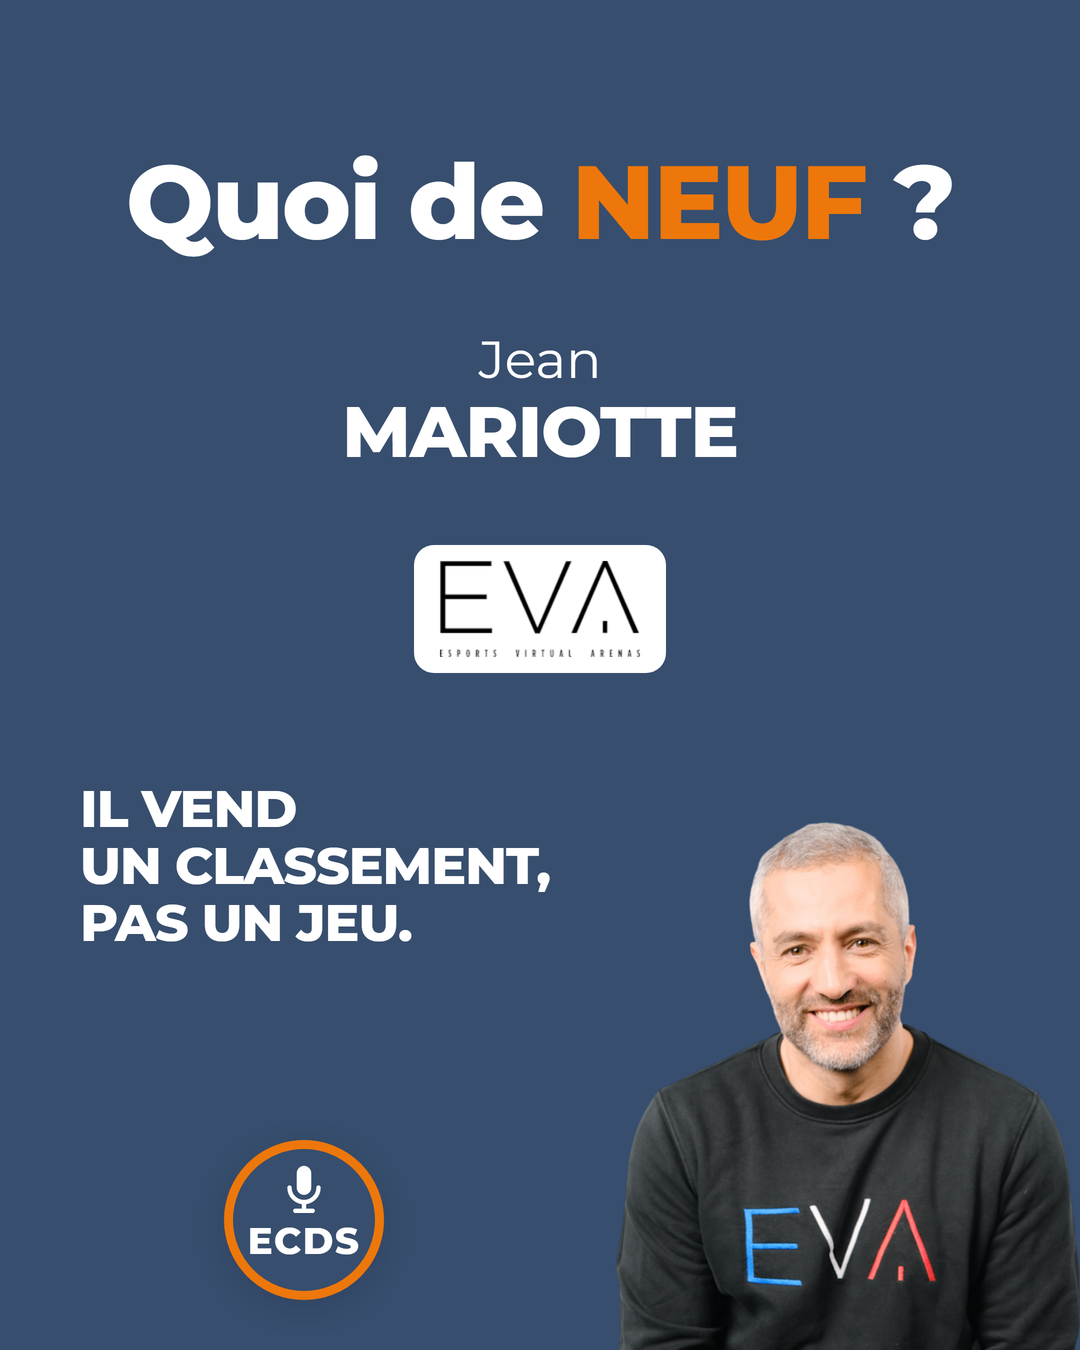 Quoi de NEUF ?
Jean
MARIOTTE
EVA
ESPORTS VIRTUAL ARENAS
IL VEND
UN CLASSEMENT,
PAS UN JEU.
ECDS
EVA